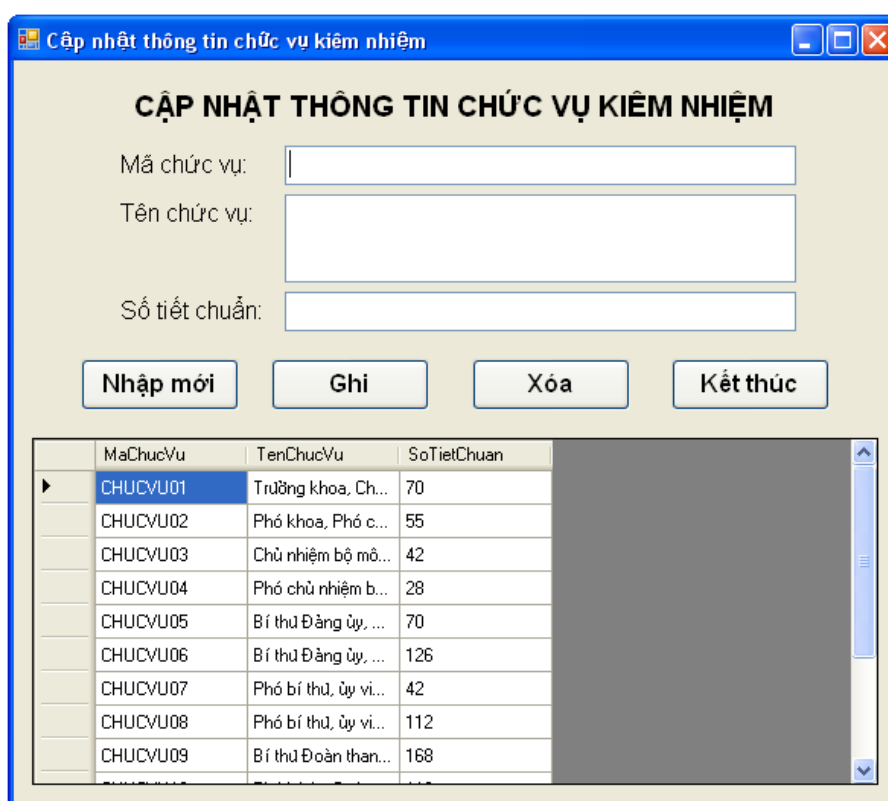 Cập nhật thông tin chức vụ kiêm nhiệm
CẬP NHẬT THÔNG TIN CHỨC VỤ KIÊM NHIỆM
Mã chức vụ:
Tên chức vụ:
Số tiết chuẩn:
Nhập mới Ghi Xóa Kết thúc
MaChucVu TenChucVu SoTietChuan
CHUCVU01 Trưởng khoa, Ch... 70
CHUCVU02 Phó khoa, Phó c... 55
CHUCVU03 Chủ nhiệm bộ mô... 42
CHUCVU04 Phó chủ nhiệm b... 28
CHUCVU05 Bí thư Đảng ủy, ... 70
CHUCVU06 Bí thư Đảng ủy, ... 126
CHUCVU07 Phó bí thư, ủy vi... 42
CHUCVU08 Phó bí thư, ủy vi... 112
CHUCVU09 Bí thư Đoàn than... 168